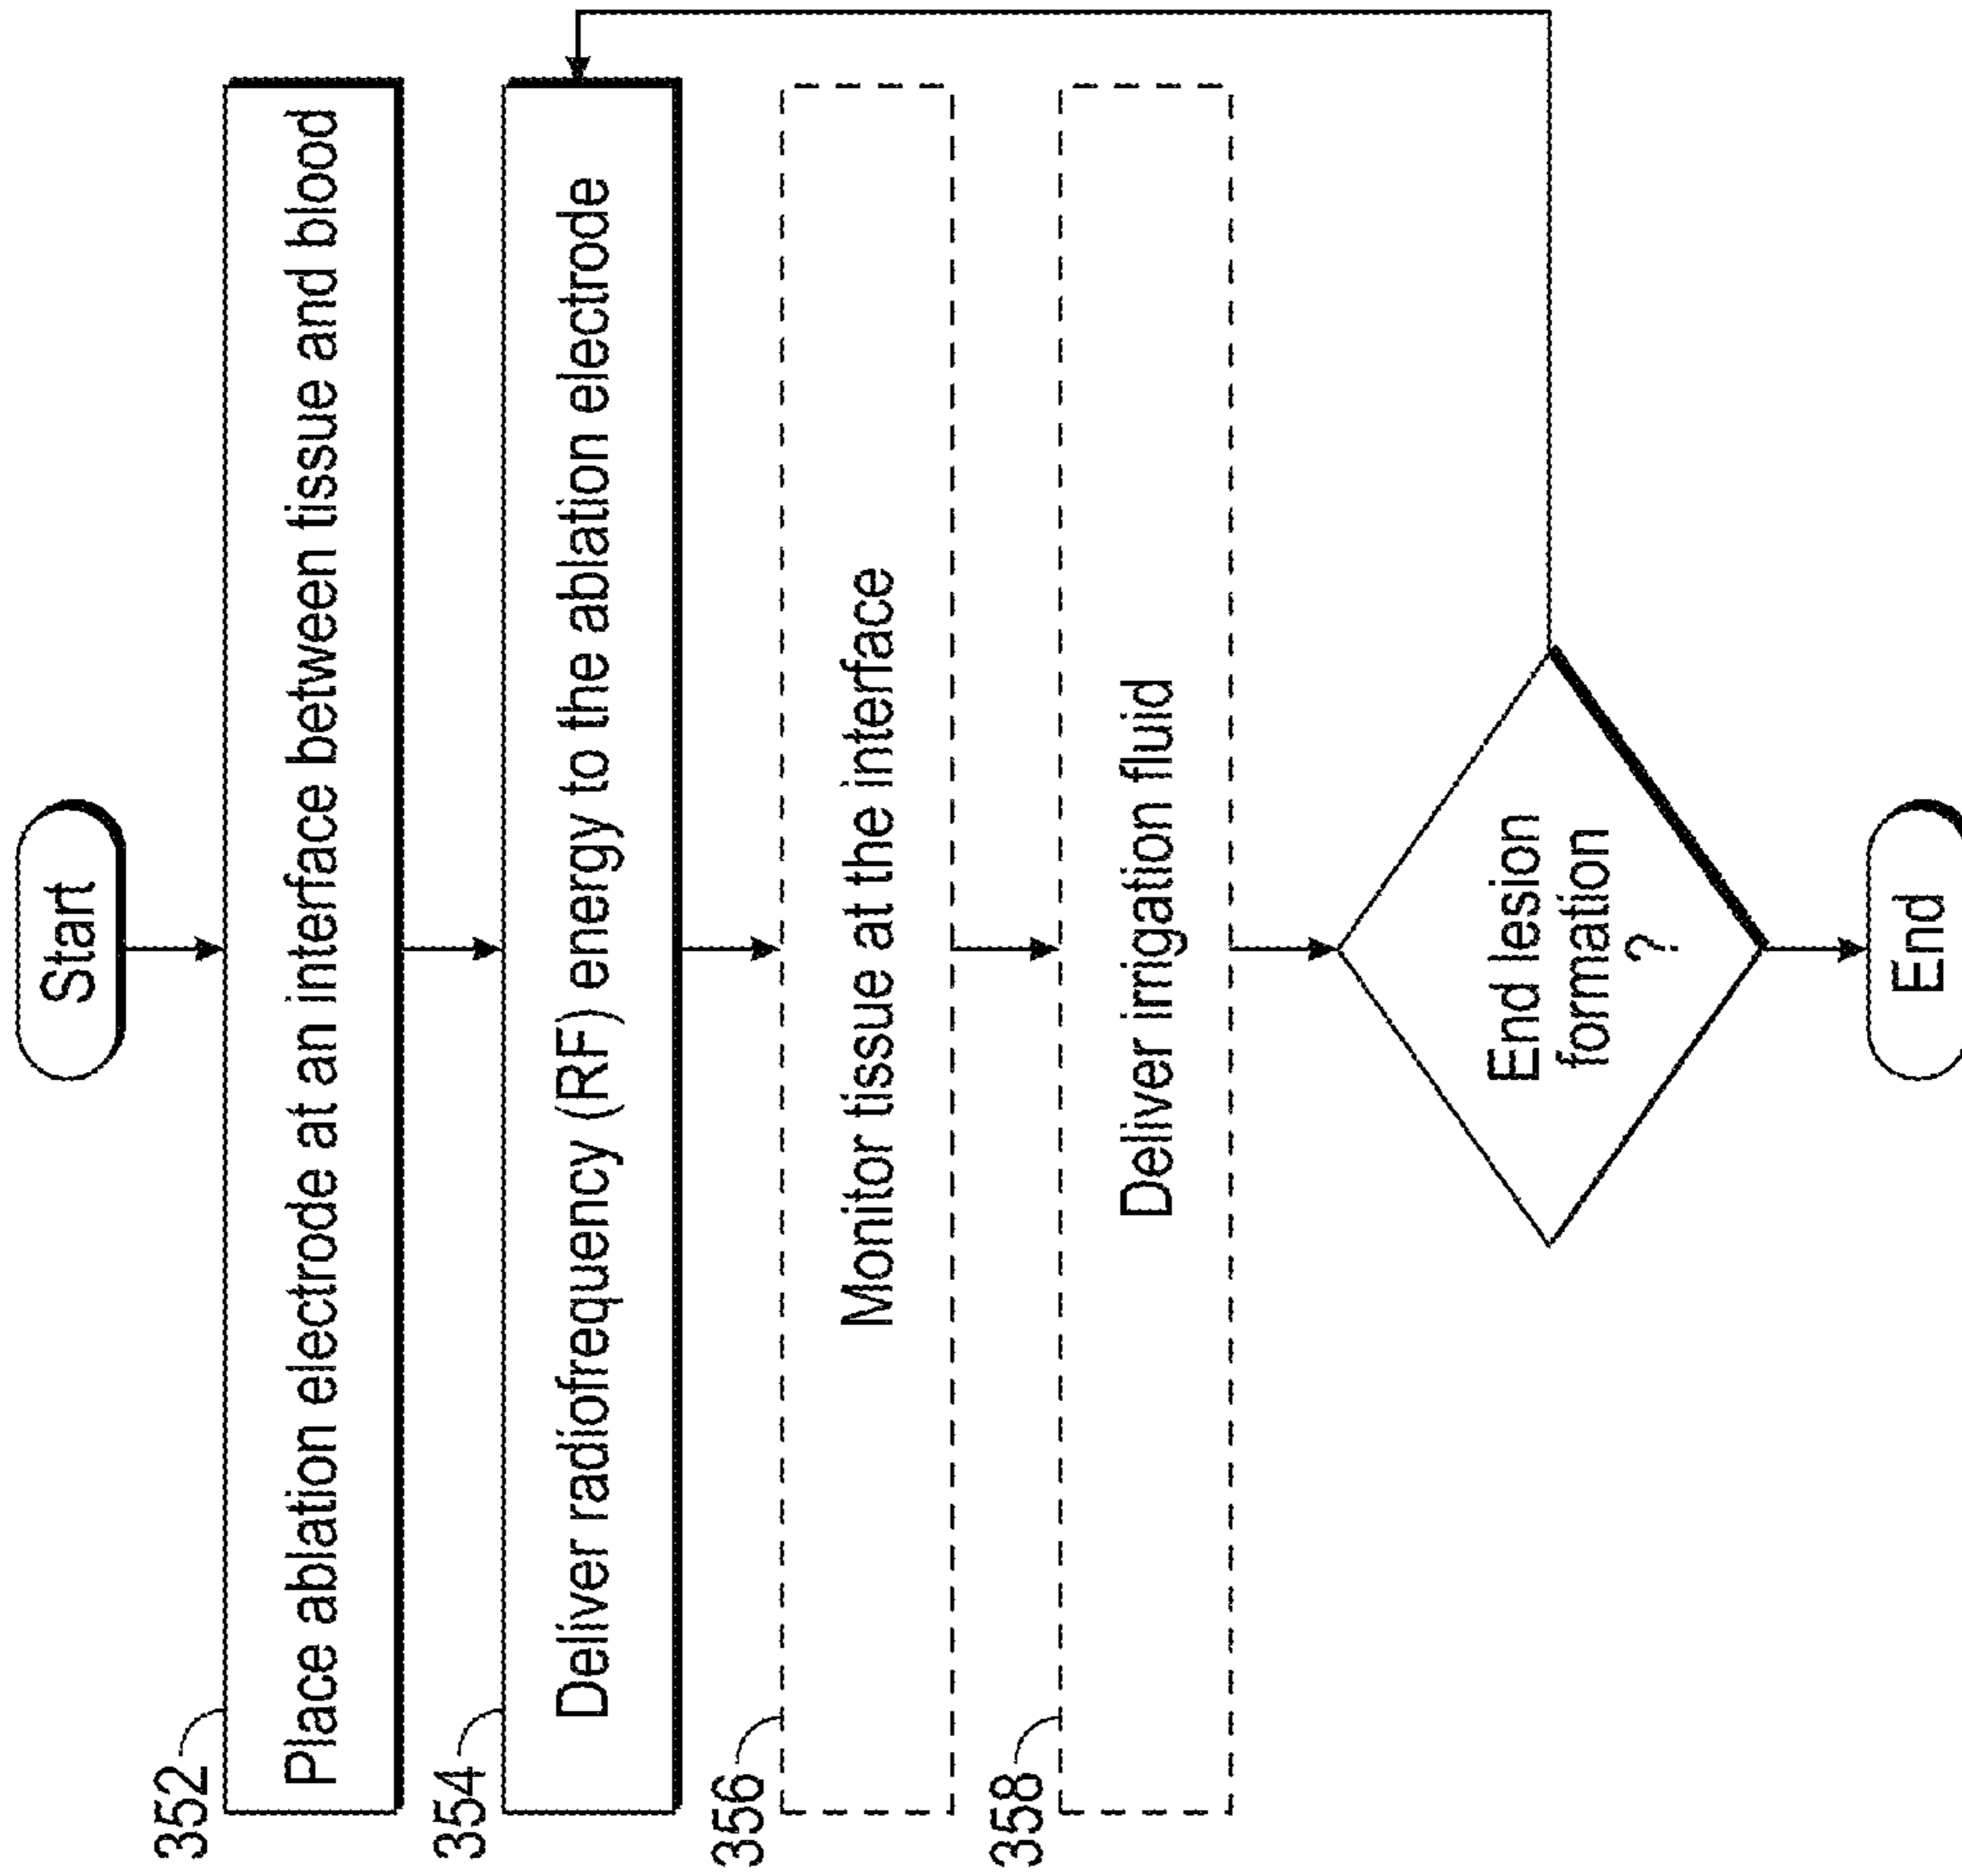 Start
352
Place ablation electrode at an interface between tissue and blood
354
Deliver radiofrequency (RF) energy to the ablation electrode
356
Monitor tissue at the interface
358
Deliver irrigation fluid
End lesion
formation
?
End